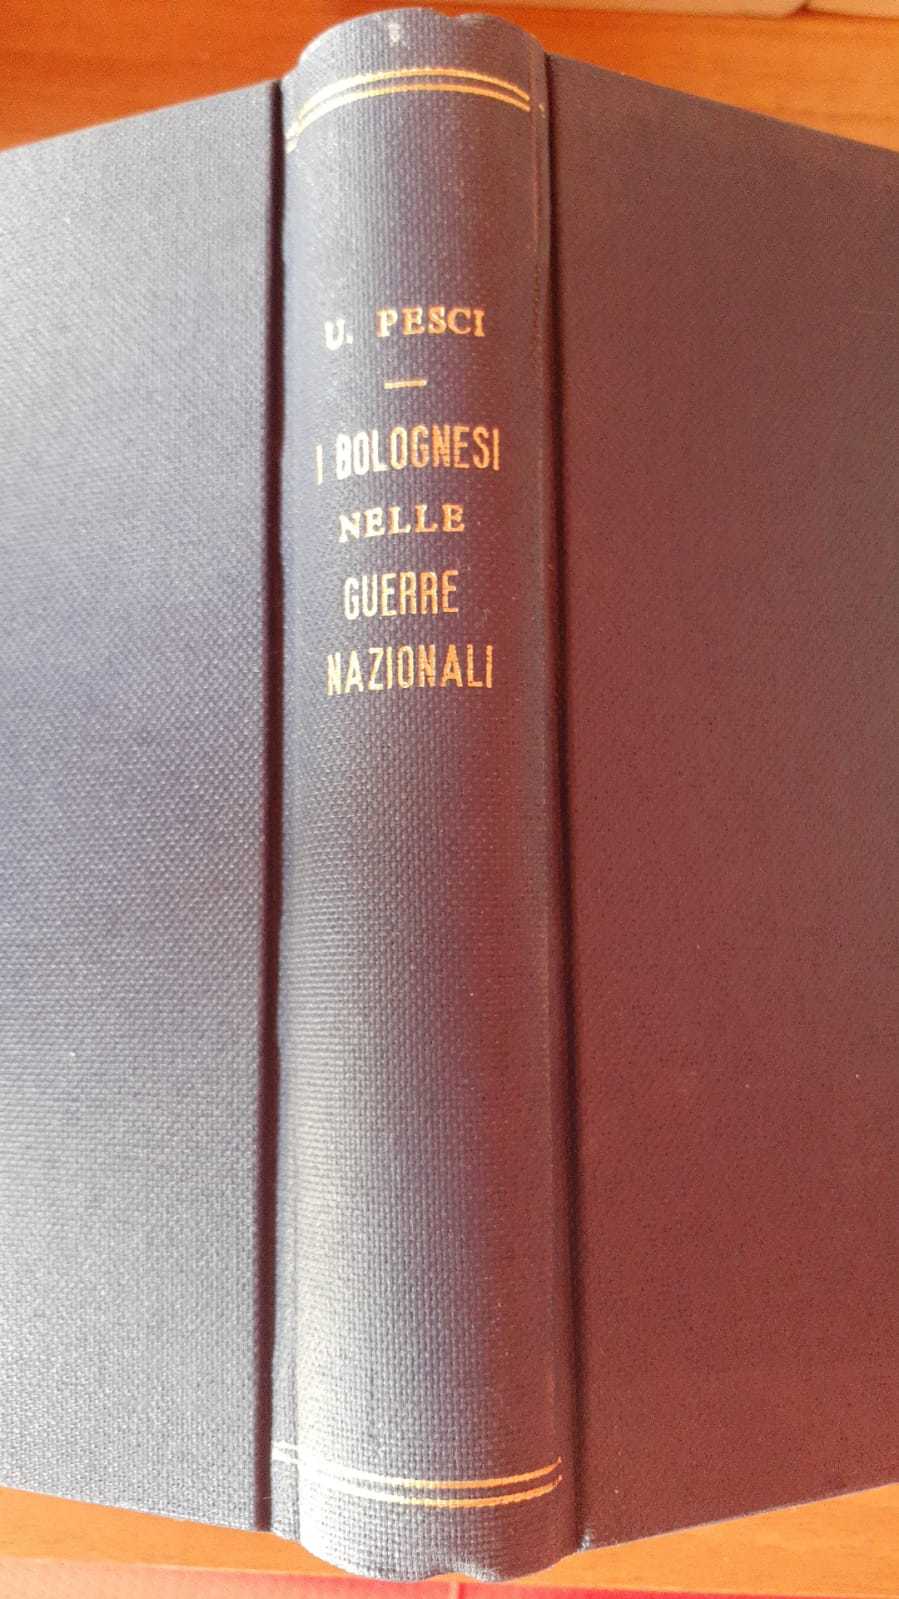 U. PESCI
I BOLOGNESI
NELLE
GUERRE
NAZIONALI